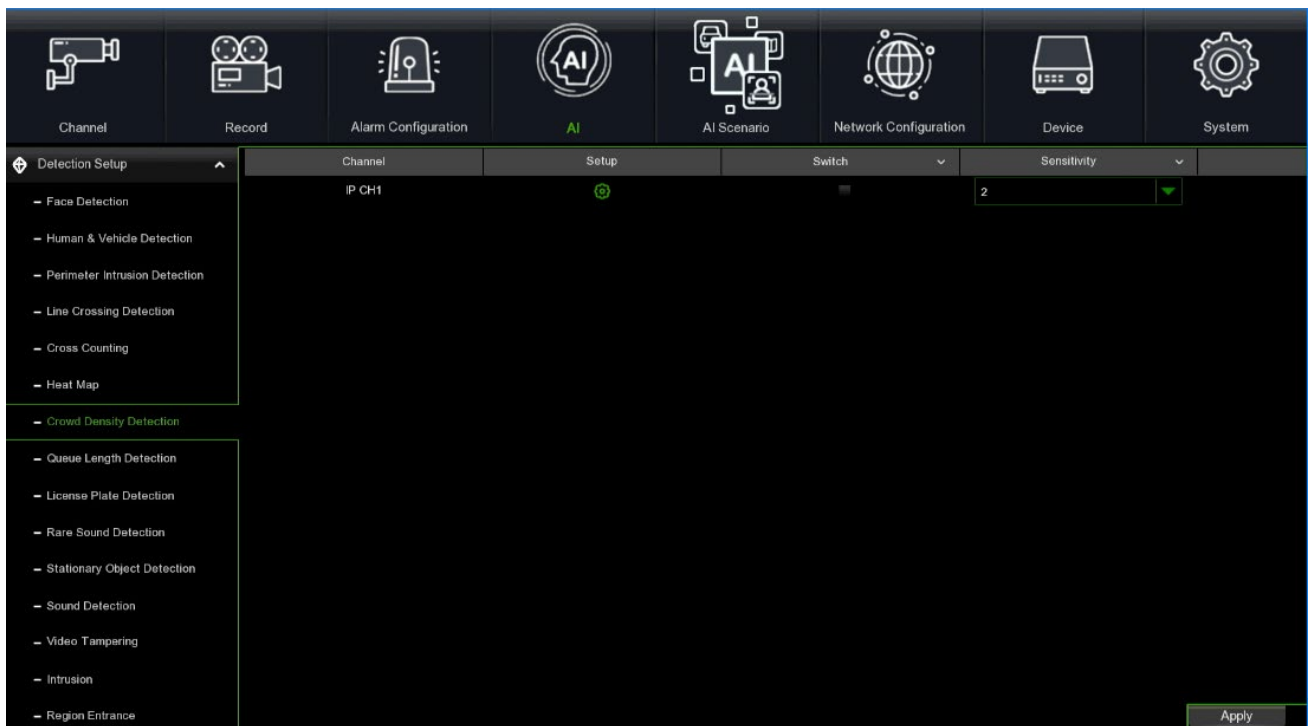 AI
AI
Channel
Record
Alarm Configuration
AI
AI Scenario
Network Configuration
Device
System
Detection Setup
Channel
Setup
Switch
Sensitivity
IP CH1
2
– Face Detection
– Human & Vehicle Detection
– Perimeter Intrusion Detection
– Line Crossing Detection
– Cross Counting
– Heat Map
– Crowd Density Detection
– Queue Length Detection
– License Plate Detection
– Rare Sound Detection
– Stationary Object Detection
– Sound Detection
– Video Tampering
– Intrusion
– Region Entrance
Apply